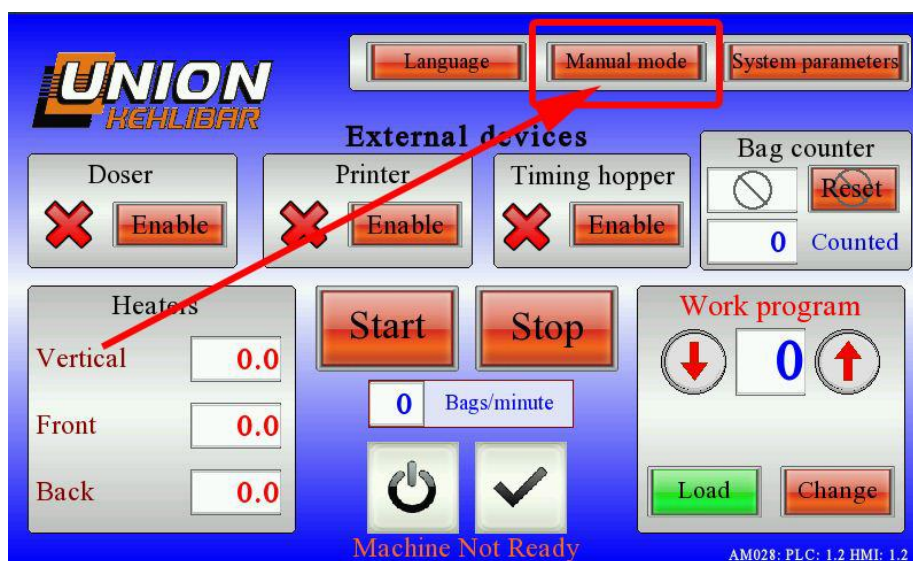 UNION
KEHLIBAR
Language
Manual mode
System parameters
External devices
Doser
Enable
Printer
Enable
Timing hopper
Enable
Bag counter
Reset
0 Counted
Heaters
Vertical 0.0
Front 0.0
Back 0.0
Start
Stop
0 Bags/minute
Machine Not Ready
Work program
0
Load
Change
AM028: PLC: 1.2 HMI: 1.2